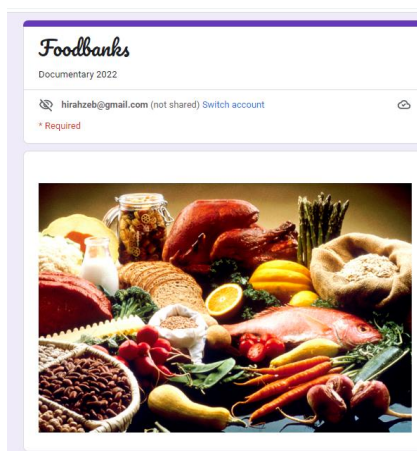 Foodbanks
Documentary 2022
hirahzeb@gmail.com (not shared) Switch account
* Required